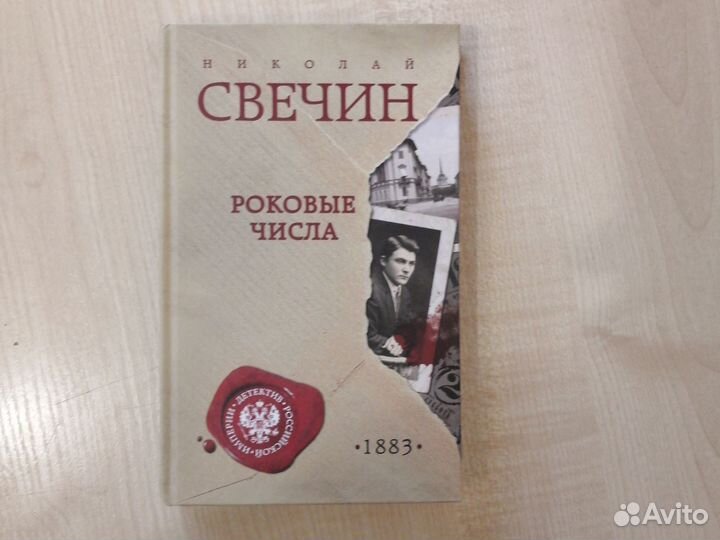 НИКОЛАЙ
СВЕЧИН
РОКОВЫЕ
ЧИСЛА
ДЕТЕКТИВ • РОССИЙСКОЙ • ИМПЕРИИ •
•1883•
Avito